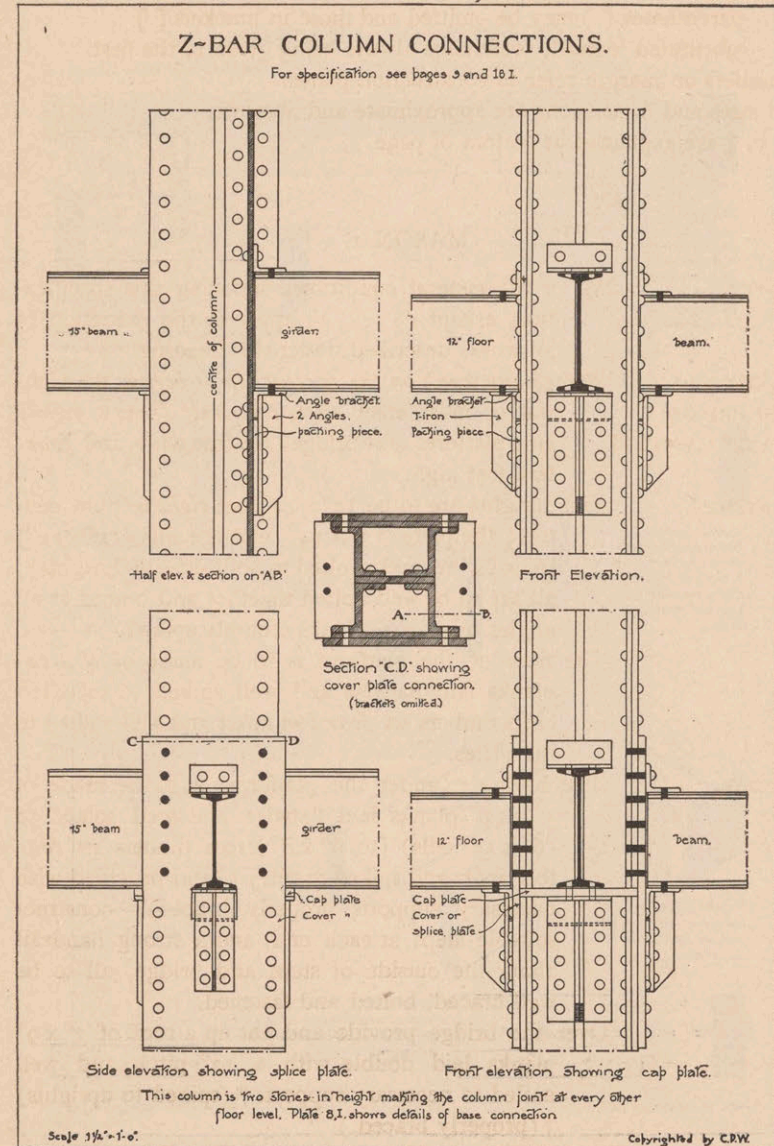 Z-BAR COLUMN CONNECTIONS.
For specification see pages 9 and 16 I.
15" beam
centre of column.
girder.
Angle bracket
2 Angles.
packing piece.
12" floor
beam.
Angle bracket
T-iron
Packing piece
Half elev. & section on "AB."
Front Elevation.
A.
B.
Section "C.D." showing
cover plate connection.
(brackets omitted)
C
D
15" beam
girder
Cap plate
Cover "
12" floor
beam.
Cap plate
Cover or
splice plate
Side elevation showing splice plate.
Front elevation showing cap plate.
This column is two stories in height making the column joint at every other
floor level. Plate 8, I. shows details of base connection
Scale 1½" = 1'-0".
Copyrighted by C.P.W.